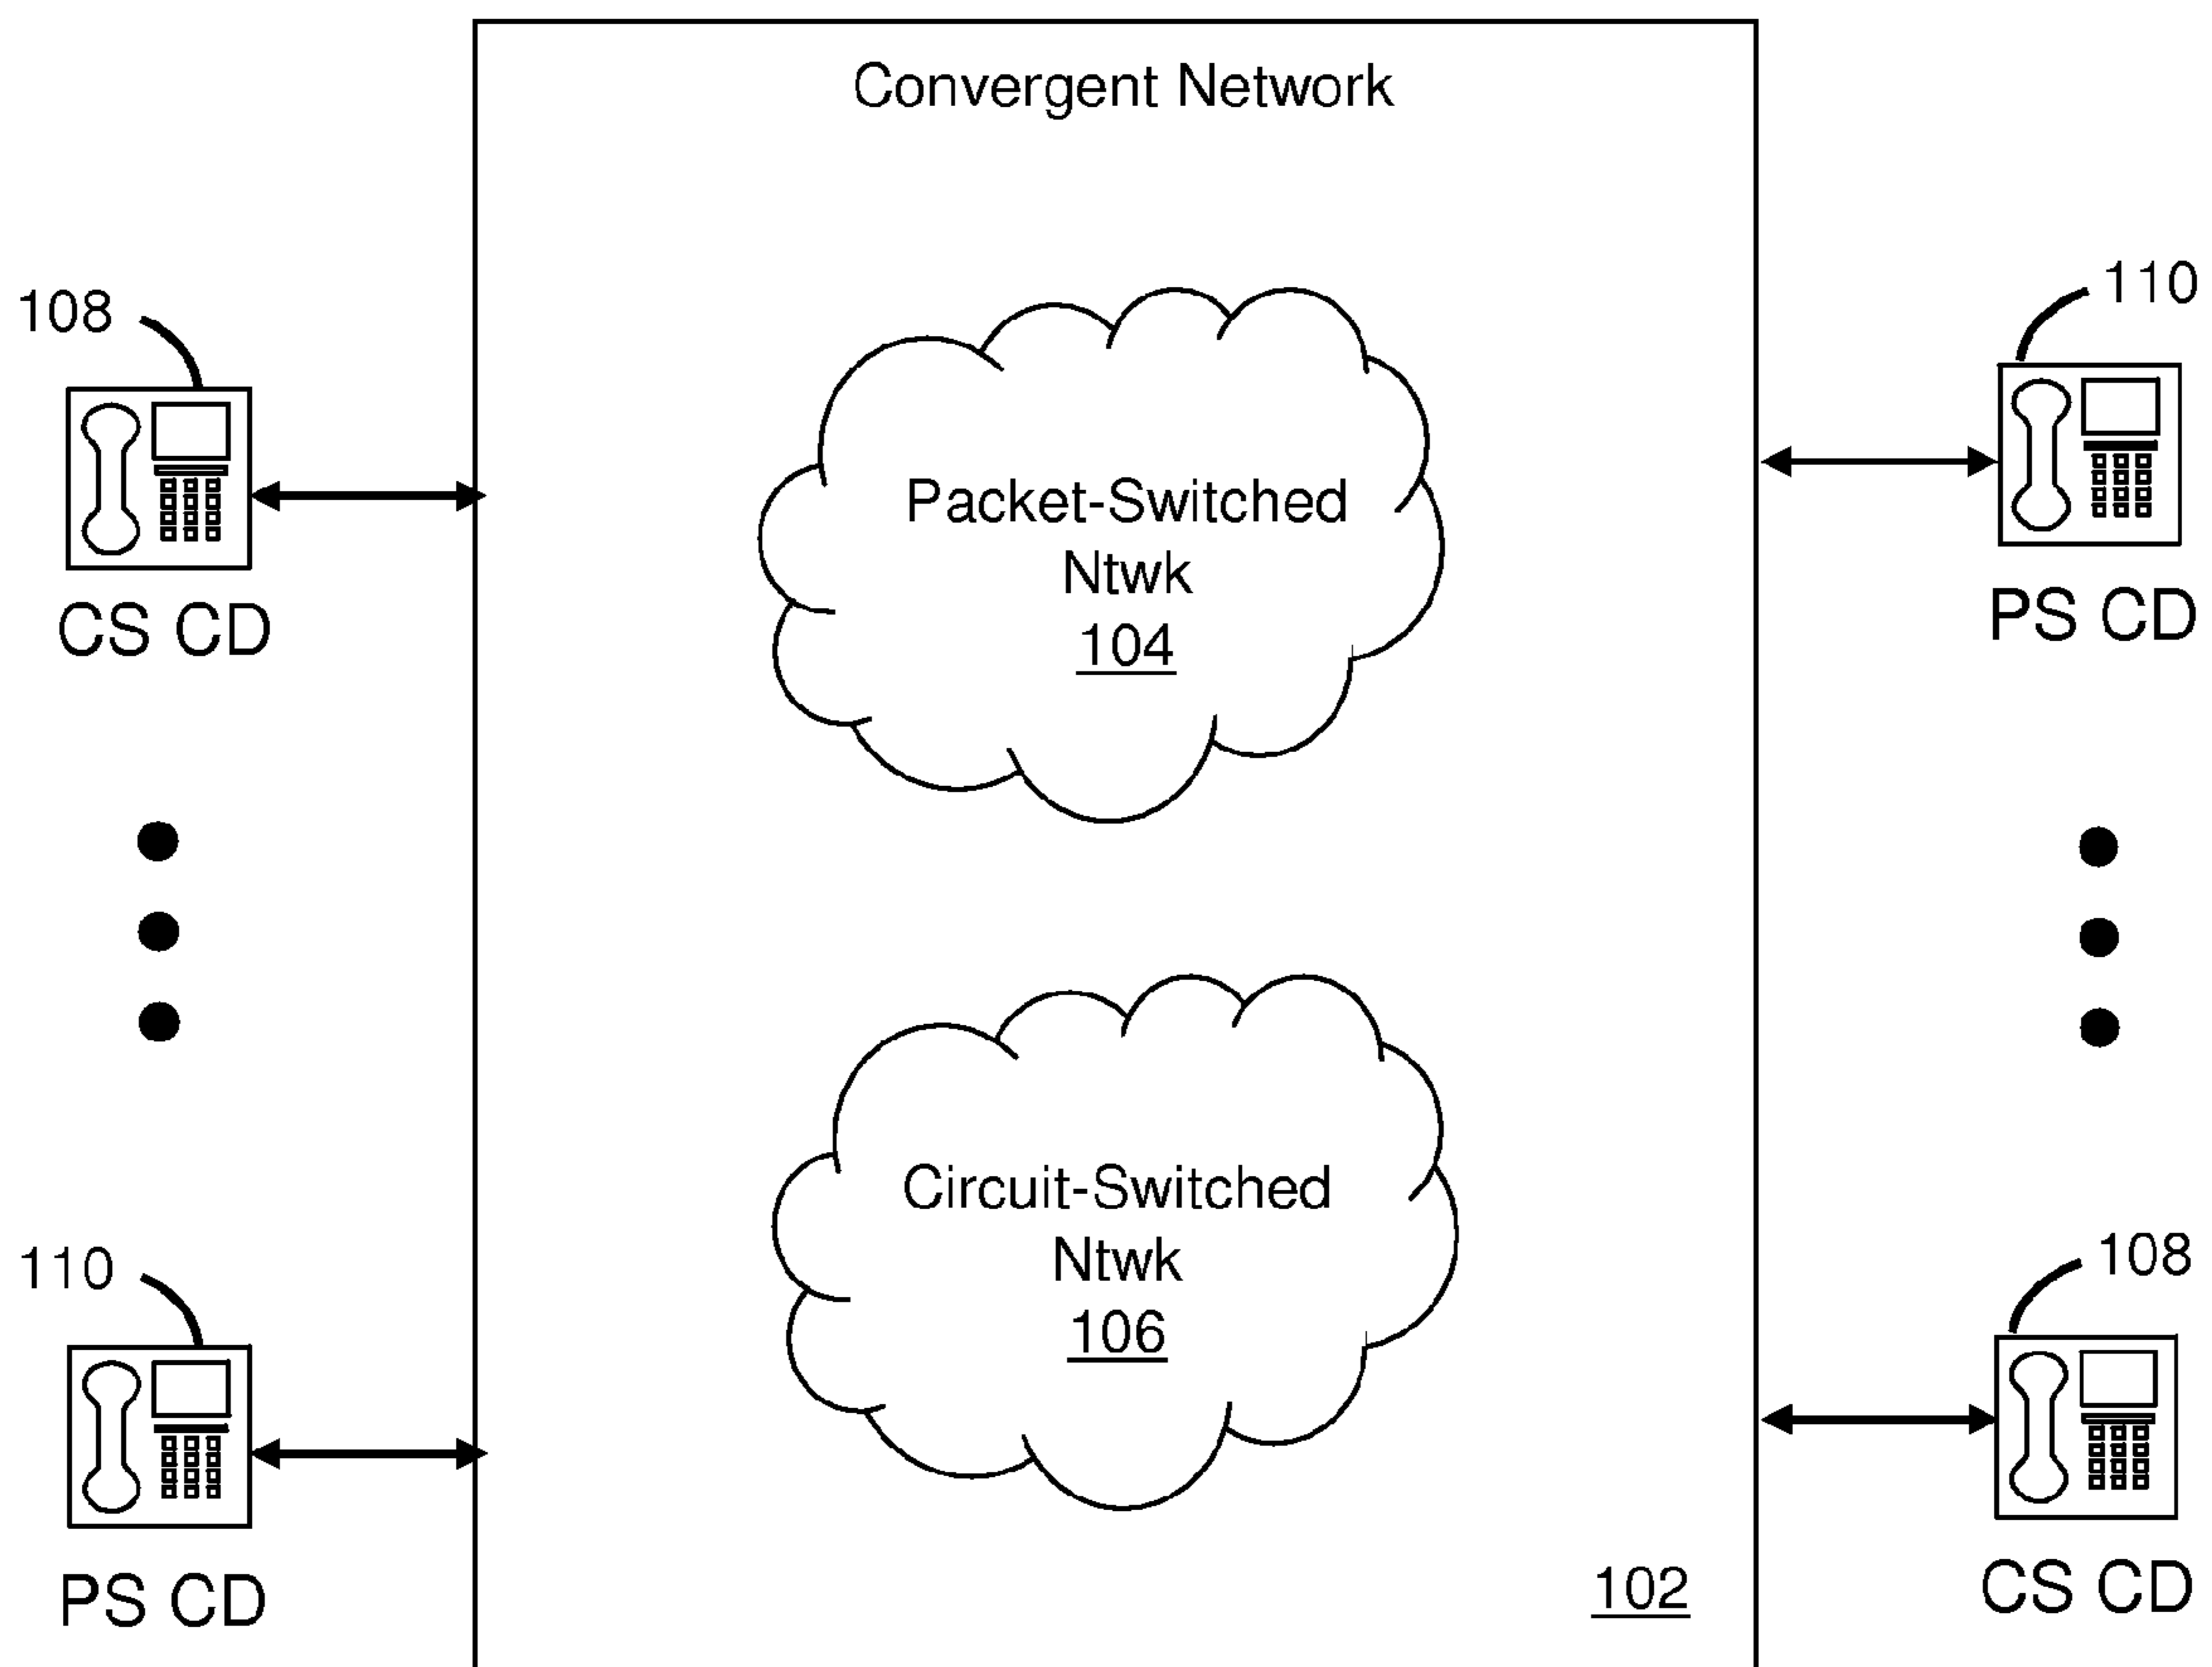 Convergent Network
108
CS CD
110
PS CD
Packet-Switched
Ntwk
104
Circuit-Switched
Ntwk
106
102
110
PS CD
108
CS CD